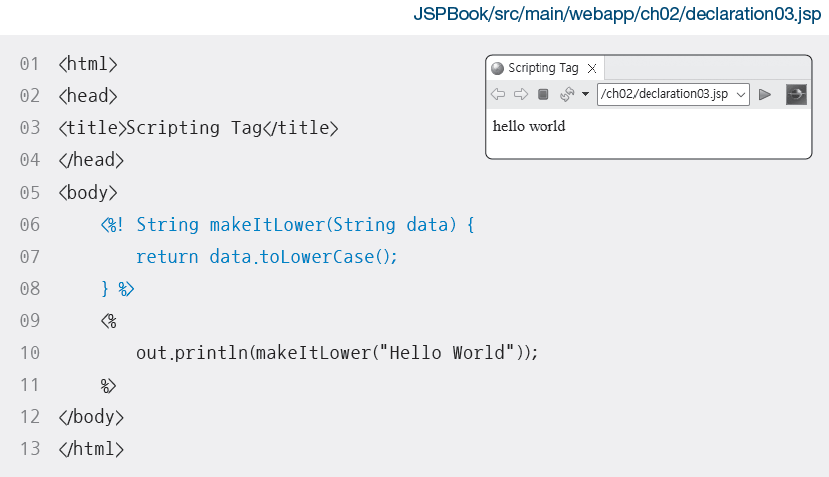 JSPBook/src/main/webapp/ch02/declaration03.jsp
01 <html>
02 <head>
03 <title>Scripting Tag</title>
04 </head>
05 <body>
06 <%! String makeItLower(String data) {
07 return data.toLowerCase();
08 } %>
09 <%
10 out.println(makeItLower("Hello World"));
11 %>
12 </body>
13 </html>
Scripting Tag
/ch02/declaration03.jsp
hello world